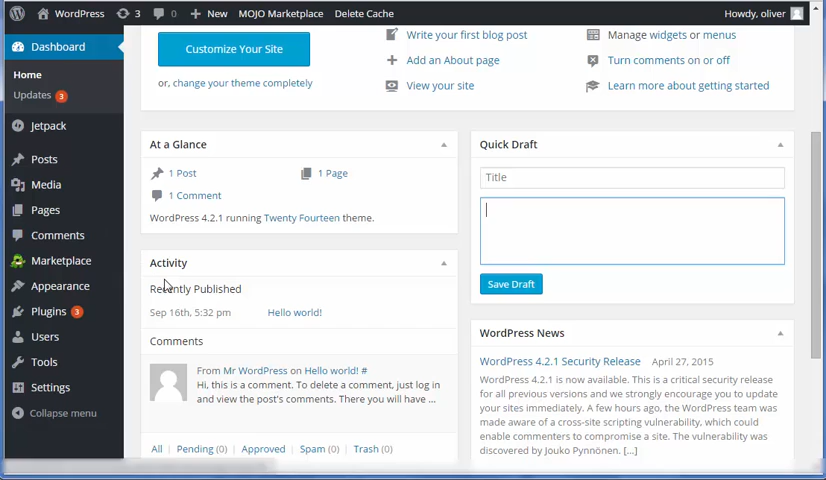 WordPress 3 0 + New MOJO Marketplace Delete Cache Howdy, oliver
Dashboard
Home
Updates 3
Jetpack
Posts
Media
Pages
Comments
Marketplace
Appearance
Plugins 3
Users
Tools
Settings
Collapse menu
Customize Your Site
or, change your theme completely
Write your first blog post
Add an About page
View your site
Manage widgets or menus
Turn comments on or off
Learn more about getting started
At a Glance
1 Post 1 Page
1 Comment
WordPress 4.2.1 running Twenty Fourteen theme.
Activity
Recently Published
Sep 16th, 5:32 pm Hello world!
Comments
From Mr WordPress on Hello world! #
Hi, this is a comment. To delete a comment, just log in
and view the post's comments. There you will have ...
All | Pending (0) | Approved | Spam (0) | Trash (0)
Quick Draft
Title
Save Draft
WordPress News
WordPress 4.2.1 Security Release April 27, 2015
WordPress 4.2.1 is now available. This is a critical security release
for all previous versions and we strongly encourage you to update
your sites immediately. A few hours ago, the WordPress team was
made aware of a cross-site scripting vulnerability, which could
enable commenters to compromise a site. The vulnerability was
discovered by Jouko Pynnönen. [...]